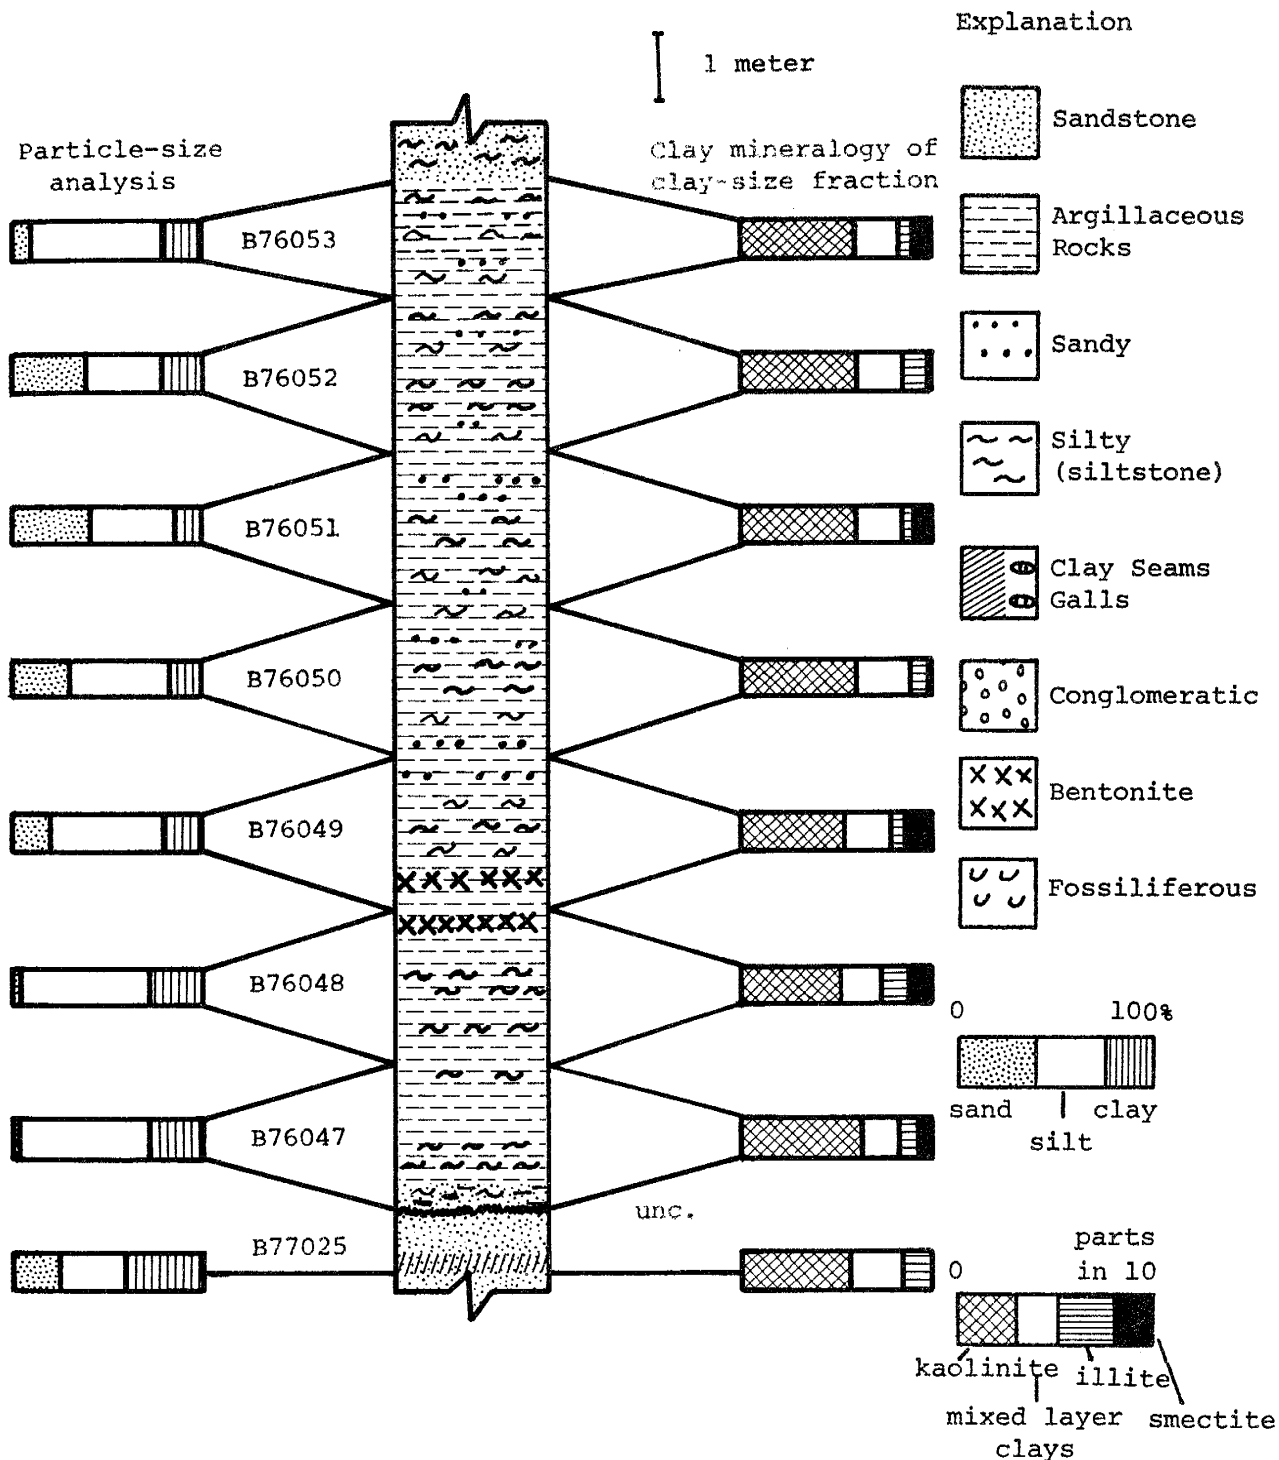 Explanation
1 meter
Particle-size
analysis
Clay mineralogy of
clay-size fraction
Sandstone
Argillaceous
Rocks
Sandy
Silty
(siltstone)
Clay Seams
Galls
Conglomeratic
Bentonite
Fossiliferous
B76053
B76052
B76051
B76050
B76049
B76048
B76047
unc.
B77025
0 100%
sand clay
silt
parts
0 in 10
kaolinite illite
mixed layer smectite
clays